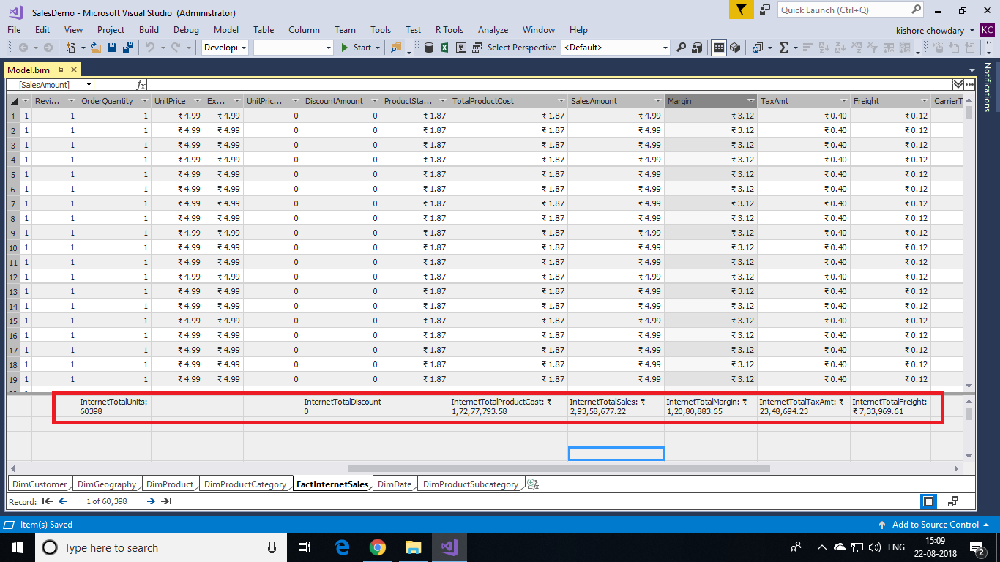 SalesDemo - Microsoft Visual Studio (Administrator)
Quick Launch (Ctrl+Q)
File Edit View Project Build Debug Model Table Column Team Tools Test R Tools Analyze Window Help
kishore chowdary KC
Developı Start Select Perspective <Default>
Model.bim
Notifications
[SalesAmount] fx
Revi... OrderQuantity UnitPrice Ex... UnitPric... DiscountAmount ProductSta... TotalProductCost SalesAmount Margin TaxAmt Freight CarrierT
1 1 1 1 ₹ 4.99 ₹ 4.99 0 0 ₹ 1.87 ₹ 1.87 ₹ 4.99 ₹ 3.12 ₹ 0.40 ₹ 0.12
2 1 1 1 ₹ 4.99 ₹ 4.99 0 0 ₹ 1.87 ₹ 1.87 ₹ 4.99 ₹ 3.12 ₹ 0.40 ₹ 0.12
3 1 1 1 ₹ 4.99 ₹ 4.99 0 0 ₹ 1.87 ₹ 1.87 ₹ 4.99 ₹ 3.12 ₹ 0.40 ₹ 0.12
4 1 1 1 ₹ 4.99 ₹ 4.99 0 0 ₹ 1.87 ₹ 1.87 ₹ 4.99 ₹ 3.12 ₹ 0.40 ₹ 0.12
5 1 1 1 ₹ 4.99 ₹ 4.99 0 0 ₹ 1.87 ₹ 1.87 ₹ 4.99 ₹ 3.12 ₹ 0.40 ₹ 0.12
6 1 1 1 ₹ 4.99 ₹ 4.99 0 0 ₹ 1.87 ₹ 1.87 ₹ 4.99 ₹ 3.12 ₹ 0.40 ₹ 0.12
7 1 1 1 ₹ 4.99 ₹ 4.99 0 0 ₹ 1.87 ₹ 1.87 ₹ 4.99 ₹ 3.12 ₹ 0.40 ₹ 0.12
8 1 1 1 ₹ 4.99 ₹ 4.99 0 0 ₹ 1.87 ₹ 1.87 ₹ 4.99 ₹ 3.12 ₹ 0.40 ₹ 0.12
9 1 1 1 ₹ 4.99 ₹ 4.99 0 0 ₹ 1.87 ₹ 1.87 ₹ 4.99 ₹ 3.12 ₹ 0.40 ₹ 0.12
10 1 1 1 ₹ 4.99 ₹ 4.99 0 0 ₹ 1.87 ₹ 1.87 ₹ 4.99 ₹ 3.12 ₹ 0.40 ₹ 0.12
11 1 1 1 ₹ 4.99 ₹ 4.99 0 0 ₹ 1.87 ₹ 1.87 ₹ 4.99 ₹ 3.12 ₹ 0.40 ₹ 0.12
12 1 1 1 ₹ 4.99 ₹ 4.99 0 0 ₹ 1.87 ₹ 1.87 ₹ 4.99 ₹ 3.12 ₹ 0.40 ₹ 0.12
13 1 1 1 ₹ 4.99 ₹ 4.99 0 0 ₹ 1.87 ₹ 1.87 ₹ 4.99 ₹ 3.12 ₹ 0.40 ₹ 0.12
14 1 1 1 ₹ 4.99 ₹ 4.99 0 0 ₹ 1.87 ₹ 1.87 ₹ 4.99 ₹ 3.12 ₹ 0.40 ₹ 0.12
15 1 1 1 ₹ 4.99 ₹ 4.99 0 0 ₹ 1.87 ₹ 1.87 ₹ 4.99 ₹ 3.12 ₹ 0.40 ₹ 0.12
16 1 1 1 ₹ 4.99 ₹ 4.99 0 0 ₹ 1.87 ₹ 1.87 ₹ 4.99 ₹ 3.12 ₹ 0.40 ₹ 0.12
17 1 1 1 ₹ 4.99 ₹ 4.99 0 0 ₹ 1.87 ₹ 1.87 ₹ 4.99 ₹ 3.12 ₹ 0.40 ₹ 0.12
18 1 1 1 ₹ 4.99 ₹ 4.99 0 0 ₹ 1.87 ₹ 1.87 ₹ 4.99 ₹ 3.12 ₹ 0.40 ₹ 0.12
19 1 1 1 ₹ 4.99 ₹ 4.99 0 0 ₹ 1.87 ₹ 1.87 ₹ 4.99 ₹ 3.12 ₹ 0.40 ₹ 0.12
InternetTotalUnits: InternetTotalDiscount InternetTotalProductCost: ₹ InternetTotalSales: ₹ InternetTotalMargin: ₹ InternetTotalTaxAmt: ₹ InternetTotalFreight:
60398 0 1,72,77,793.58 2,93,58,677.22 1,20,80,883.65 23,48,694.23 ₹ 7,33,969.61
DimCustomer DimGeography DimProduct DimProductCategory FactInternetSales DimDate DimProductSubcategory
Record: 1 of 60,398
Item(s) Saved Add to Source Control
Type here to search
ENG 15:09
22-08-2018
2